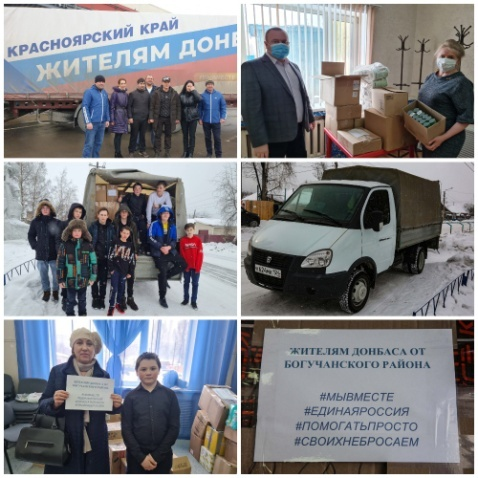 КРАСНОЯРСКИЙ КРАЙ
ЖИТЕЛЯМ ДОНБ
ЖИТЕЛЯМ ДОНБАСА ОТ
БОГУЧАНСКОГО РАЙОНА
#МЫВМЕСТЕ
#ЕДИНАЯРОССИЯ
#ПОМОГАТЬПРОСТО
#СВОИХНЕБРОСАЕМ